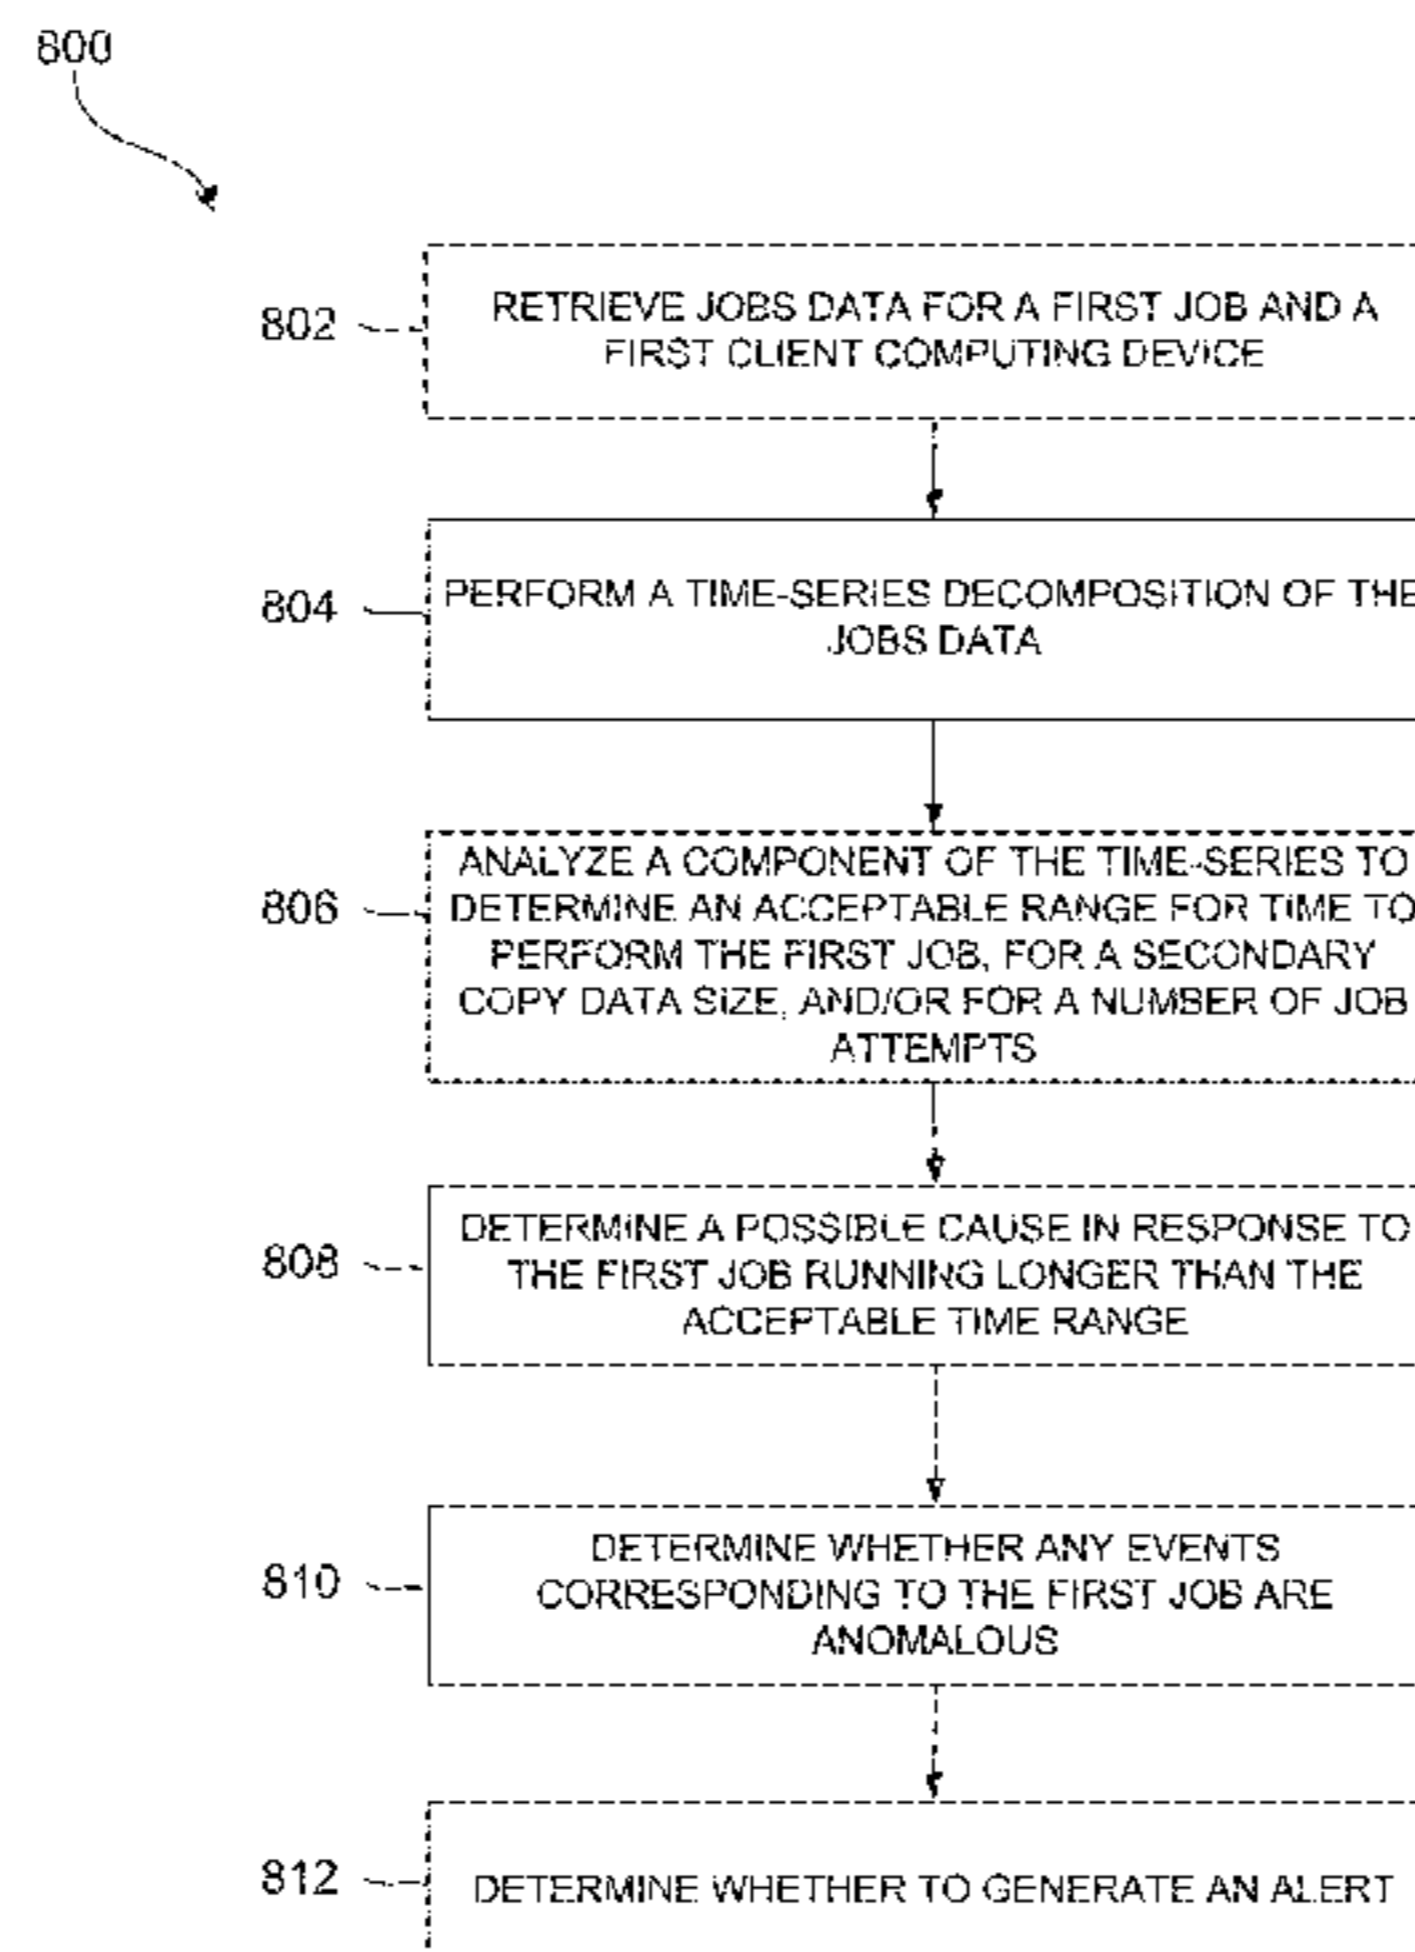 800
802
RETRIEVE JOBS DATA FOR A FIRST JOB AND A
FIRST CLIENT COMPUTING DEVICE
804
PERFORM A TIME-SERIES DECOMPOSITION OF THE
JOBS DATA
806
ANALYZE A COMPONENT OF THE TIME-SERIES TO
DETERMINE AN ACCEPTABLE RANGE FOR TIME TO
PERFORM THE FIRST JOB, FOR A SECONDARY
COPY DATA SIZE, AND/OR FOR A NUMBER OF JOB
ATTEMPTS
808
DETERMINE A POSSIBLE CAUSE IN RESPONSE TO
THE FIRST JOB RUNNING LONGER THAN THE
ACCEPTABLE TIME RANGE
810
DETERMINE WHETHER ANY EVENTS
CORRESPONDING TO THE FIRST JOB ARE
ANOMALOUS
812
DETERMINE WHETHER TO GENERATE AN ALERT